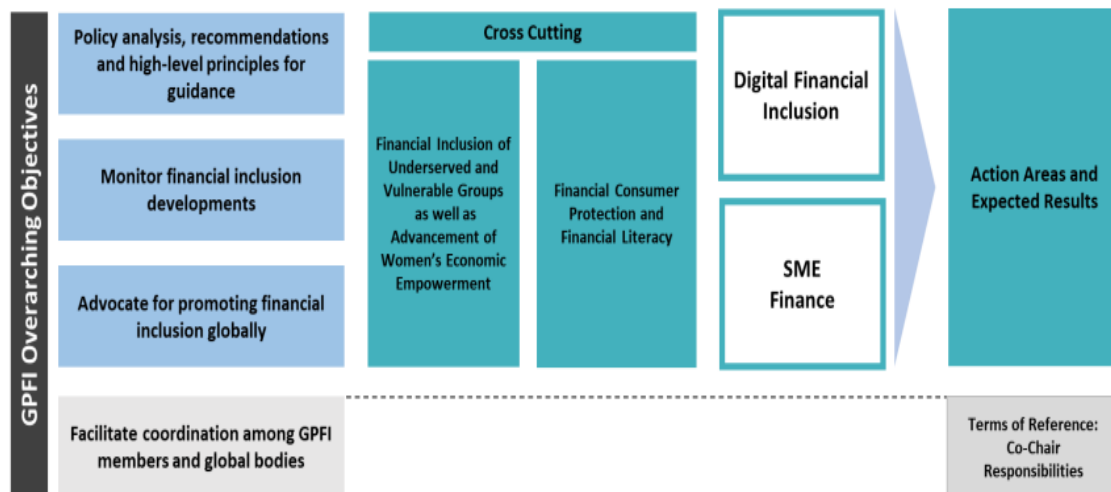 GPFI Overarching Objectives
Policy analysis, recommendations
and high-level principles for
guidance
Monitor financial inclusion
developments
Advocate for promoting financial
inclusion globally
Facilitate coordination among GPFI
members and global bodies
Cross Cutting
Financial Inclusion of
Underserved and
Vulnerable Groups
as well as
Advancement of
Women's Economic
Empowerment
Financial Consumer
Protection and
Financial Literacy
Digital Financial
Inclusion
SME
Finance
Action Areas and
Expected Results
Terms of Reference:
Co-Chair
Responsibilities